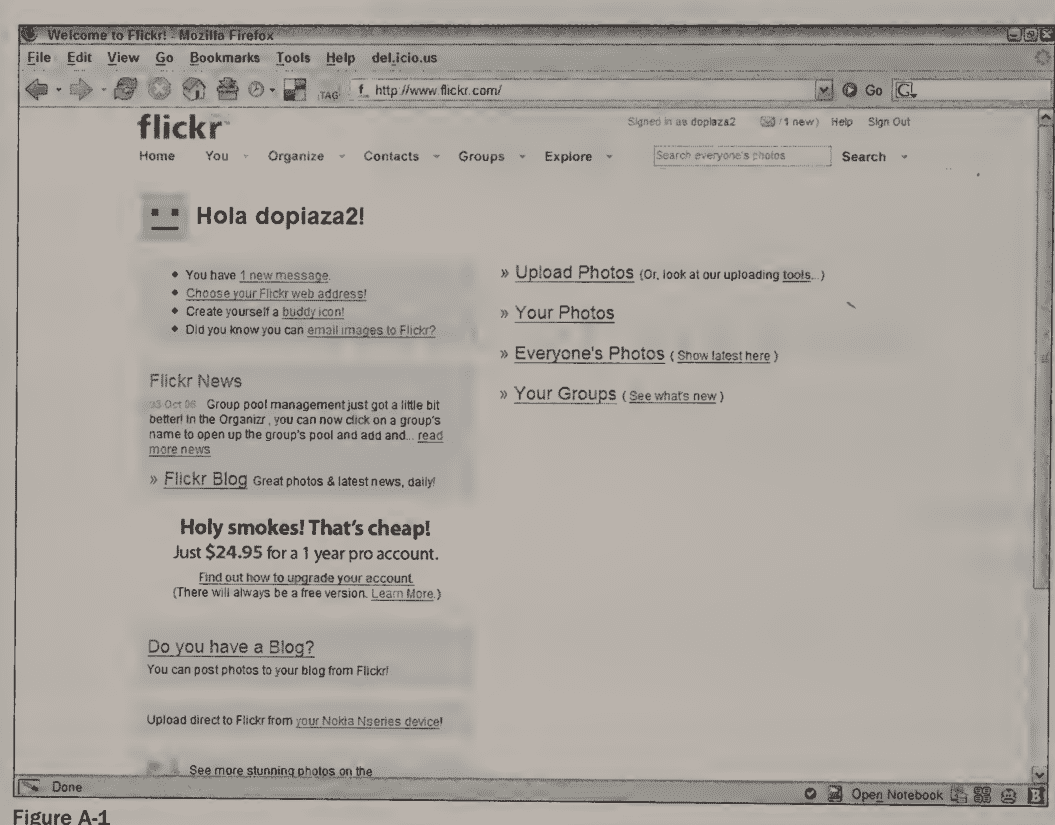 Welcome to Flickr! - Mozilla Firefox
File Edit View Go Bookmarks Tools Help del.icio.us
TAG http://www.flickr.com/ Go
flickr
Signed in as dopiaza2 (1 new) Help Sign Out
Home You Organize Contacts Groups Explore Search everyone's photos Search
Hola dopiaza2!
You have 1 new message.
Choose your Flickr web address!
Create yourself a buddy icon!
Did you know you can email images to Flickr?
Flickr News
Oct 06 Group pool management just got a little bit
better! In the Organizr, you can now click on a group's
name to open up the group's pool and add and... read
more news
» Flickr Blog Great photos & latest news, daily!
Holy smokes! That's cheap!
Just $24.95 for a 1 year pro account.
Find out how to upgrade your account
(There will always be a free version. Learn More.)
Do you have a Blog?
You can post photos to your blog from Flickr!
Upload direct to Flickr from your Nokia Nseries device!
See more stunning photos on the
» Upload Photos (Or, look at our uploading tools...)
» Your Photos
» Everyone's Photos ( Show latest here )
» Your Groups ( See what's new )
Done Open Notebook
Figure A-1